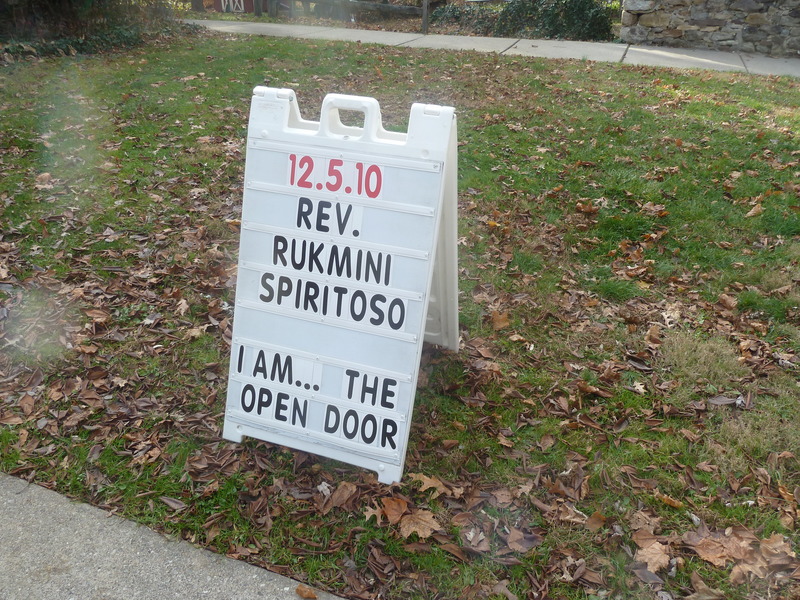 12.5.10
REV.
RUKMINI
SPIRITOSO
I AM... THE
OPEN DOOR